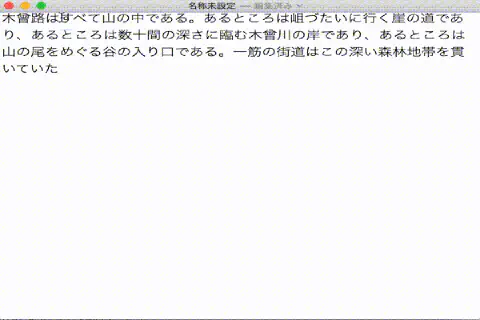 名称未設定 — 編集済み
木曾路はすべて山の中である。あるところは岨づたいに行く崖の道であ
り、あるところは数十間の深さに臨む木曾川の岸であり、あるところは
山の尾をめぐる谷の入り口である。一筋の街道はこの深い森林地帯を貫
いていた